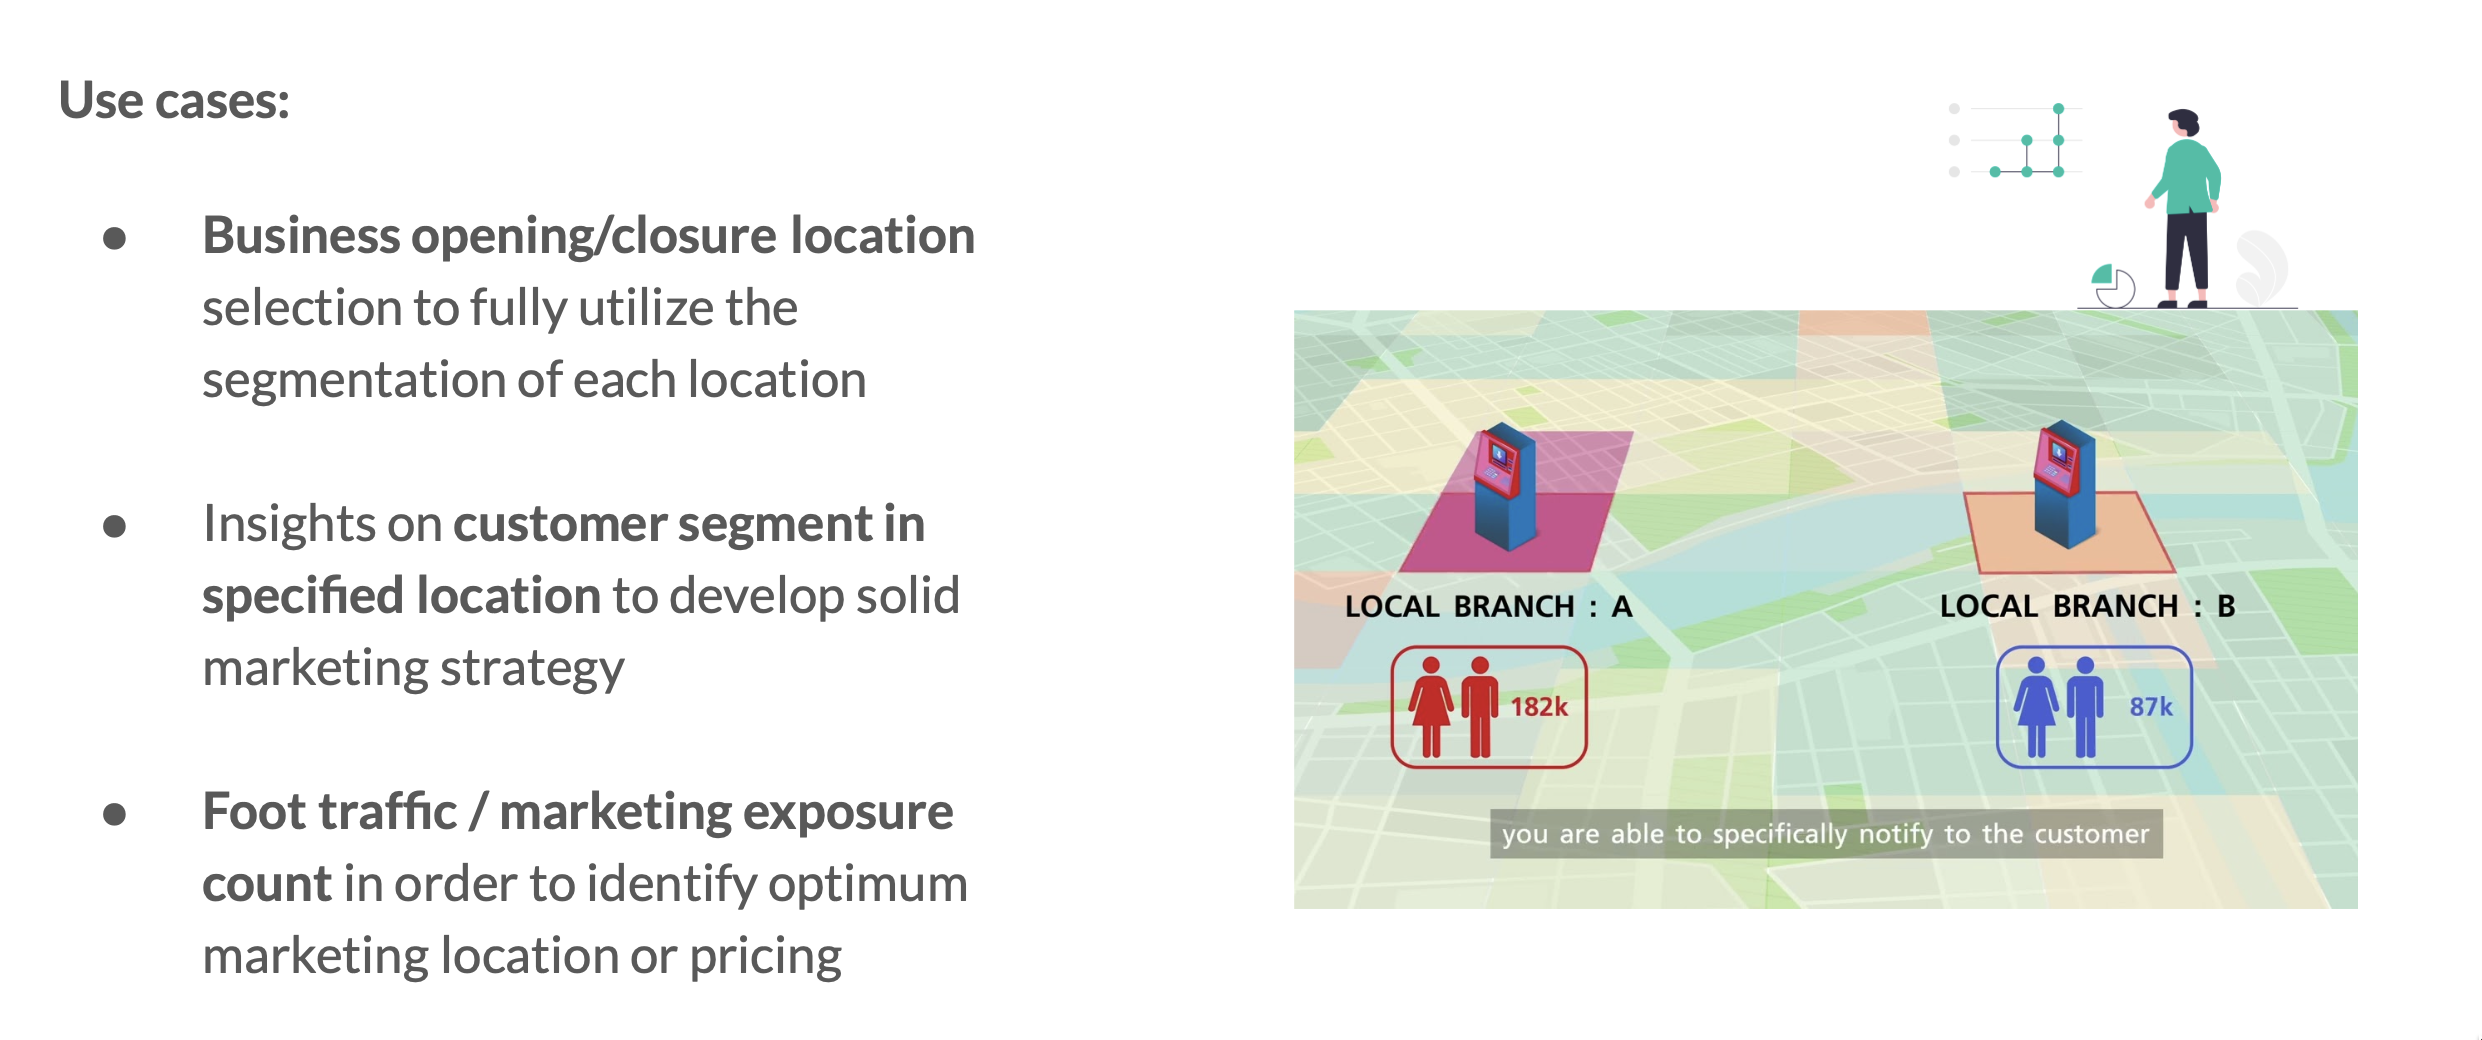 Use cases:
● Business opening/closure location
selection to fully utilize the
segmentation of each location
● Insights on customer segment in
specified location to develop solid
marketing strategy
● Foot traffic / marketing exposure
count in order to identify optimum
marketing location or pricing
LOCAL BRANCH : A
LOCAL BRANCH : B
182k
87k
you are able to specifically notify to the customer